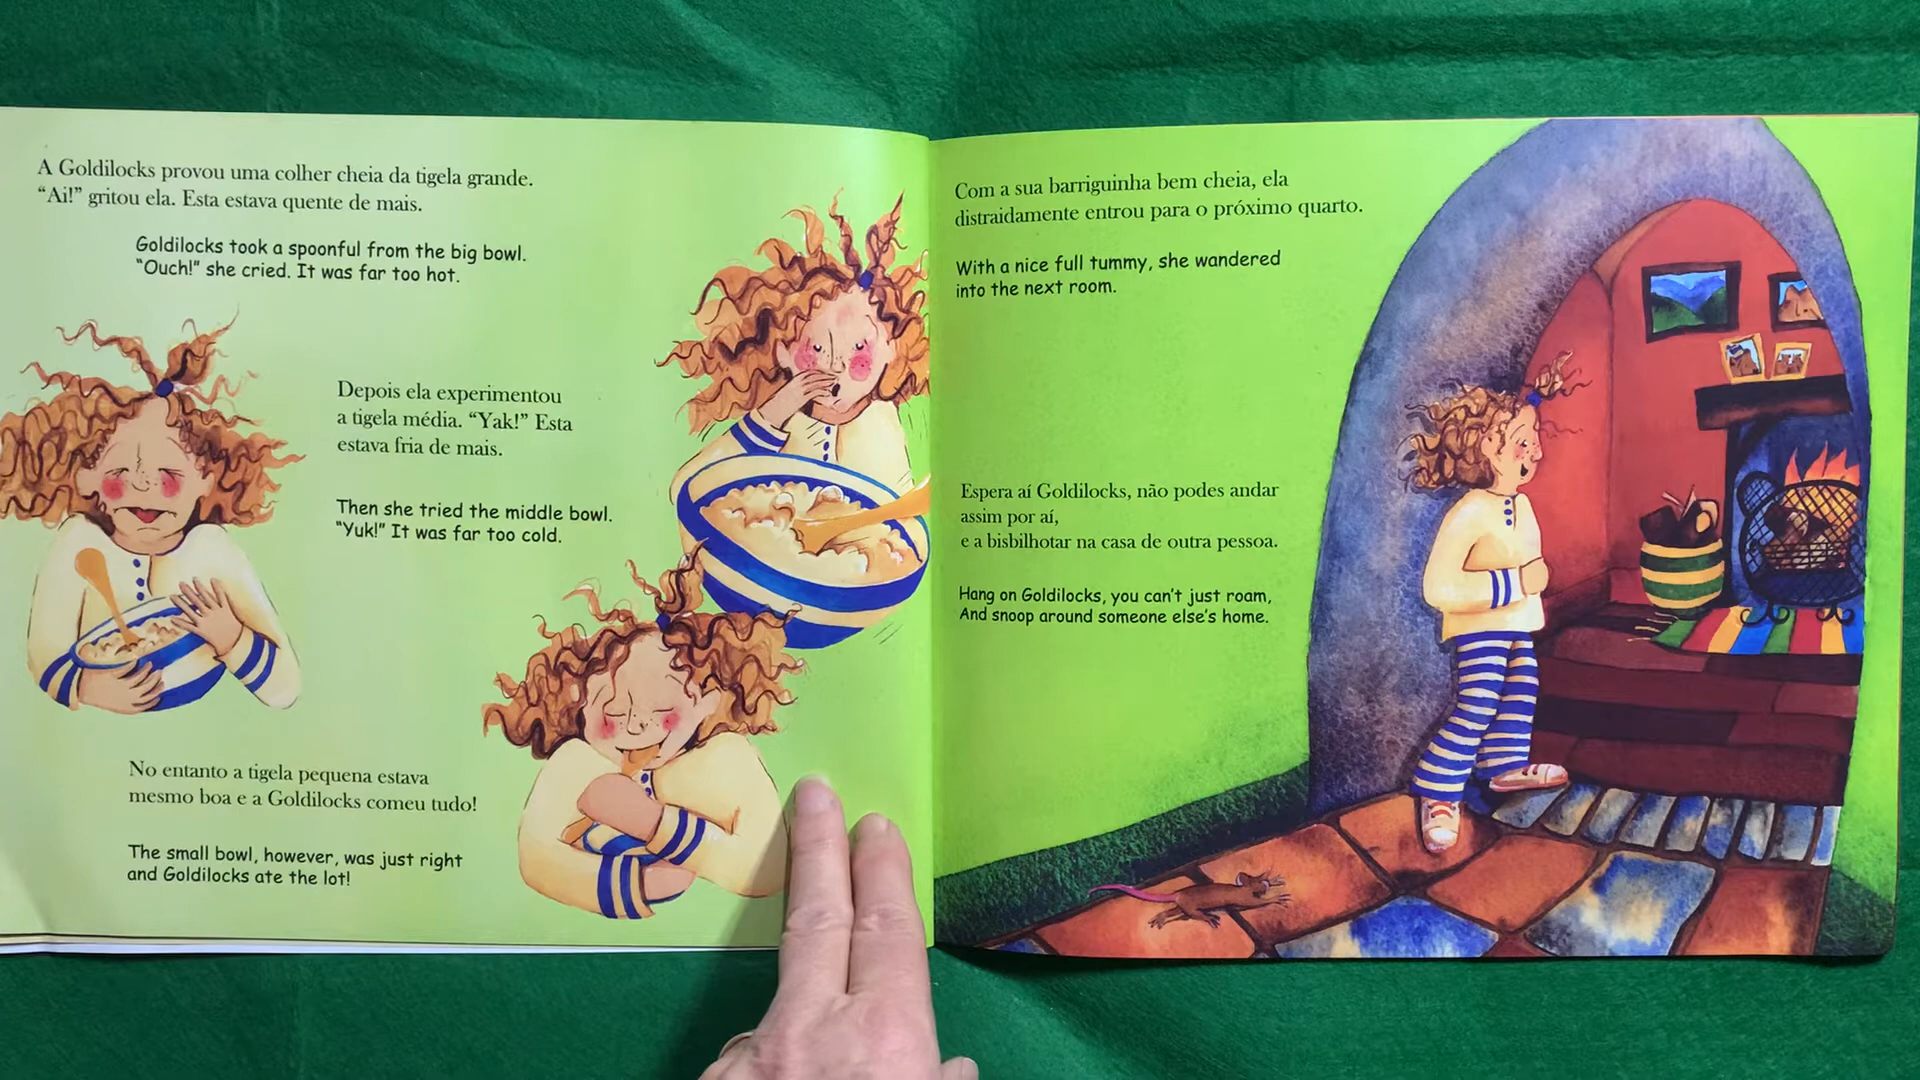 A Goldilocks provou uma colher cheia da tigela grande.
“Ai!” gritou ela. Esta estava quente de mais.
Goldilocks took a spoonful from the big bowl.
“Ouch!” she cried. It was far too hot.
Depois ela experimentou
a tigela média. “Yak!” Esta
estava fria de mais.
Then she tried the middle bowl.
“Yuk!” It was far too cold.
No entanto a tigela pequena estava
mesmo boa e a Goldilocks comeu tudo!
The small bowl, however, was just right
and Goldilocks ate the lot!
Com a sua barriguinha bem cheia, ela
distraidamente entrou para o próximo quarto.
With a nice full tummy, she wandered
into the next room.
Espera aí Goldilocks, não podes andar
assim por aí,
e a bisbilhotar na casa de outra pessoa.
Hang on Goldilocks, you can’t just roam,
And snoop around someone else’s home.